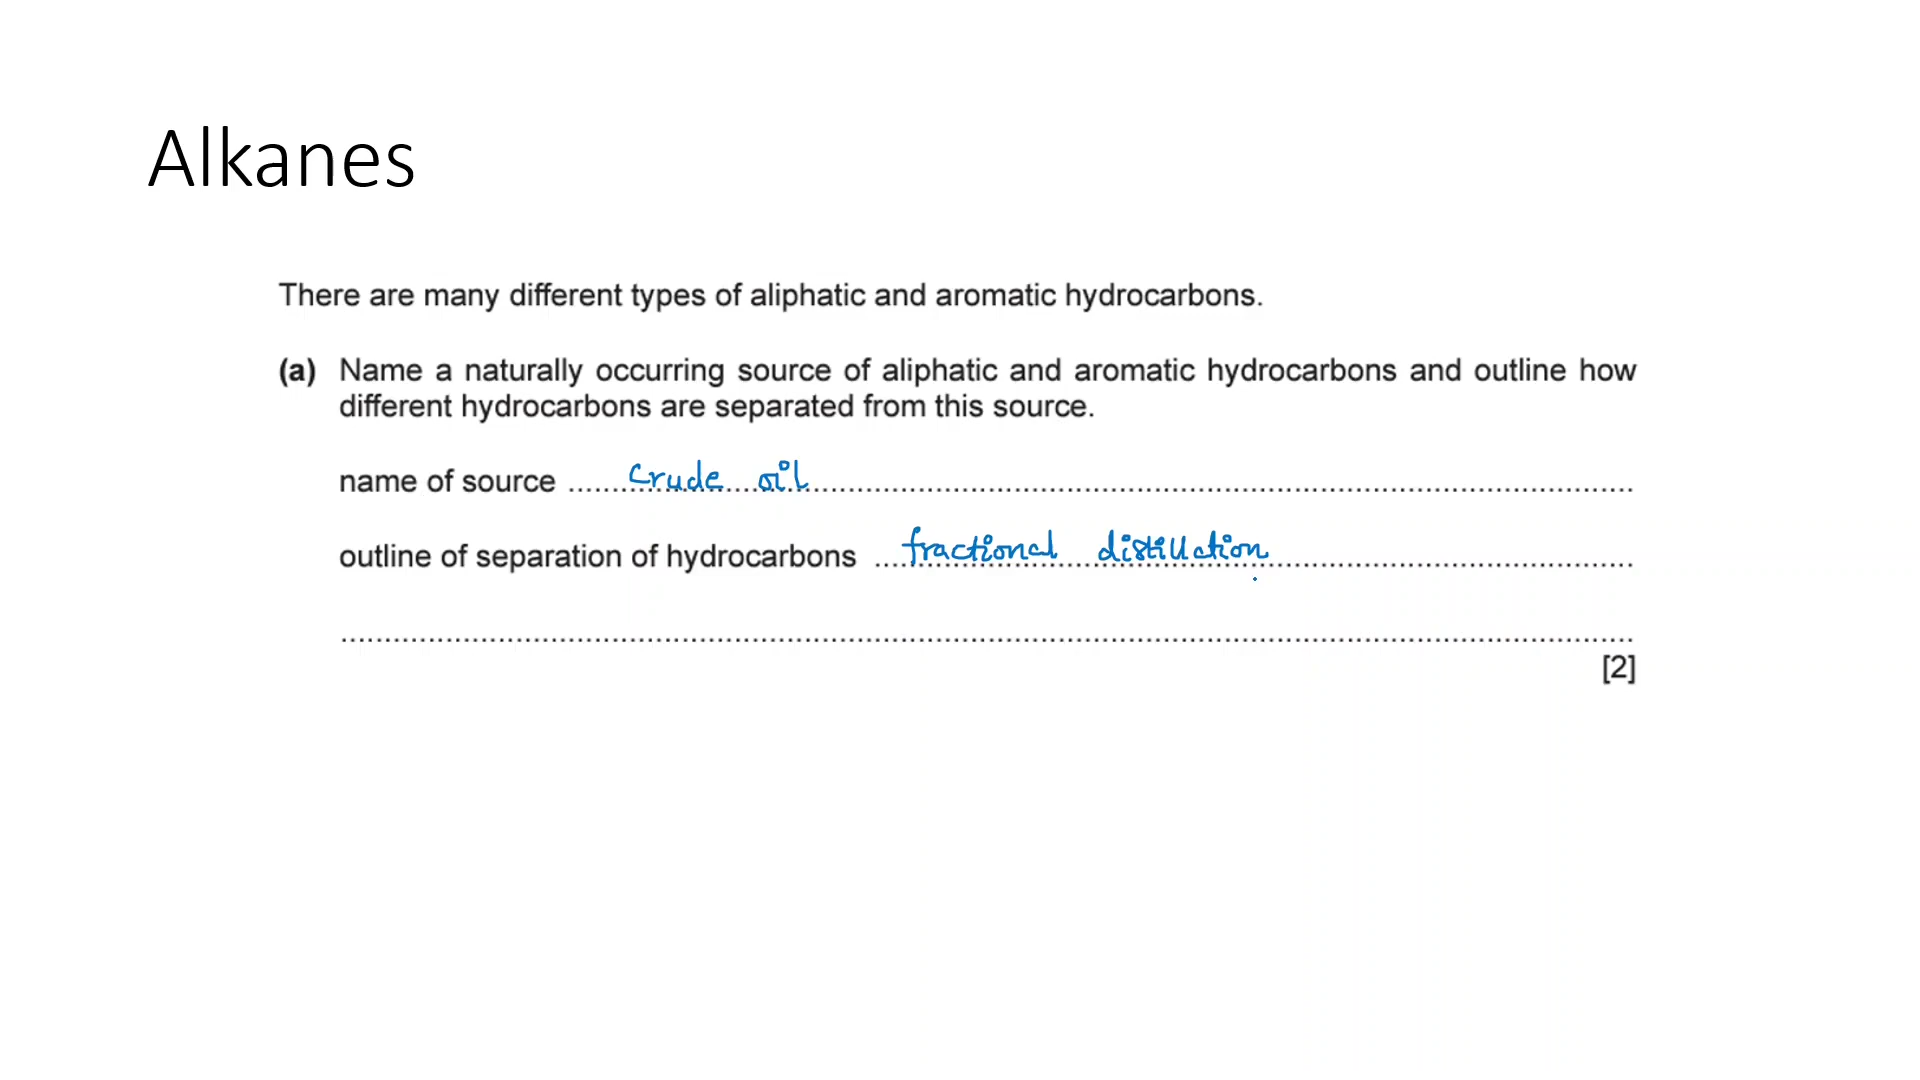 Alkanes
There are many different types of aliphatic and aromatic hydrocarbons.
(a) Name a naturally occurring source of aliphatic and aromatic hydrocarbons and outline how
different hydrocarbons are separated from this source.
name of source ...... crude oil ......
outline of separation of hydrocarbons ...... fractional distillation ......
......
[2]